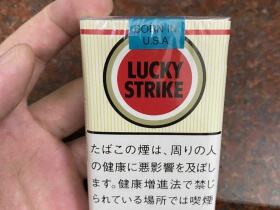 BORN IN
U.S.A
LUCKY
STRIKE
たばこの煙は、周りの人
の健康に悪影響を及ぼし
ます。健康増進法で禁じ
られている場所では喫煙